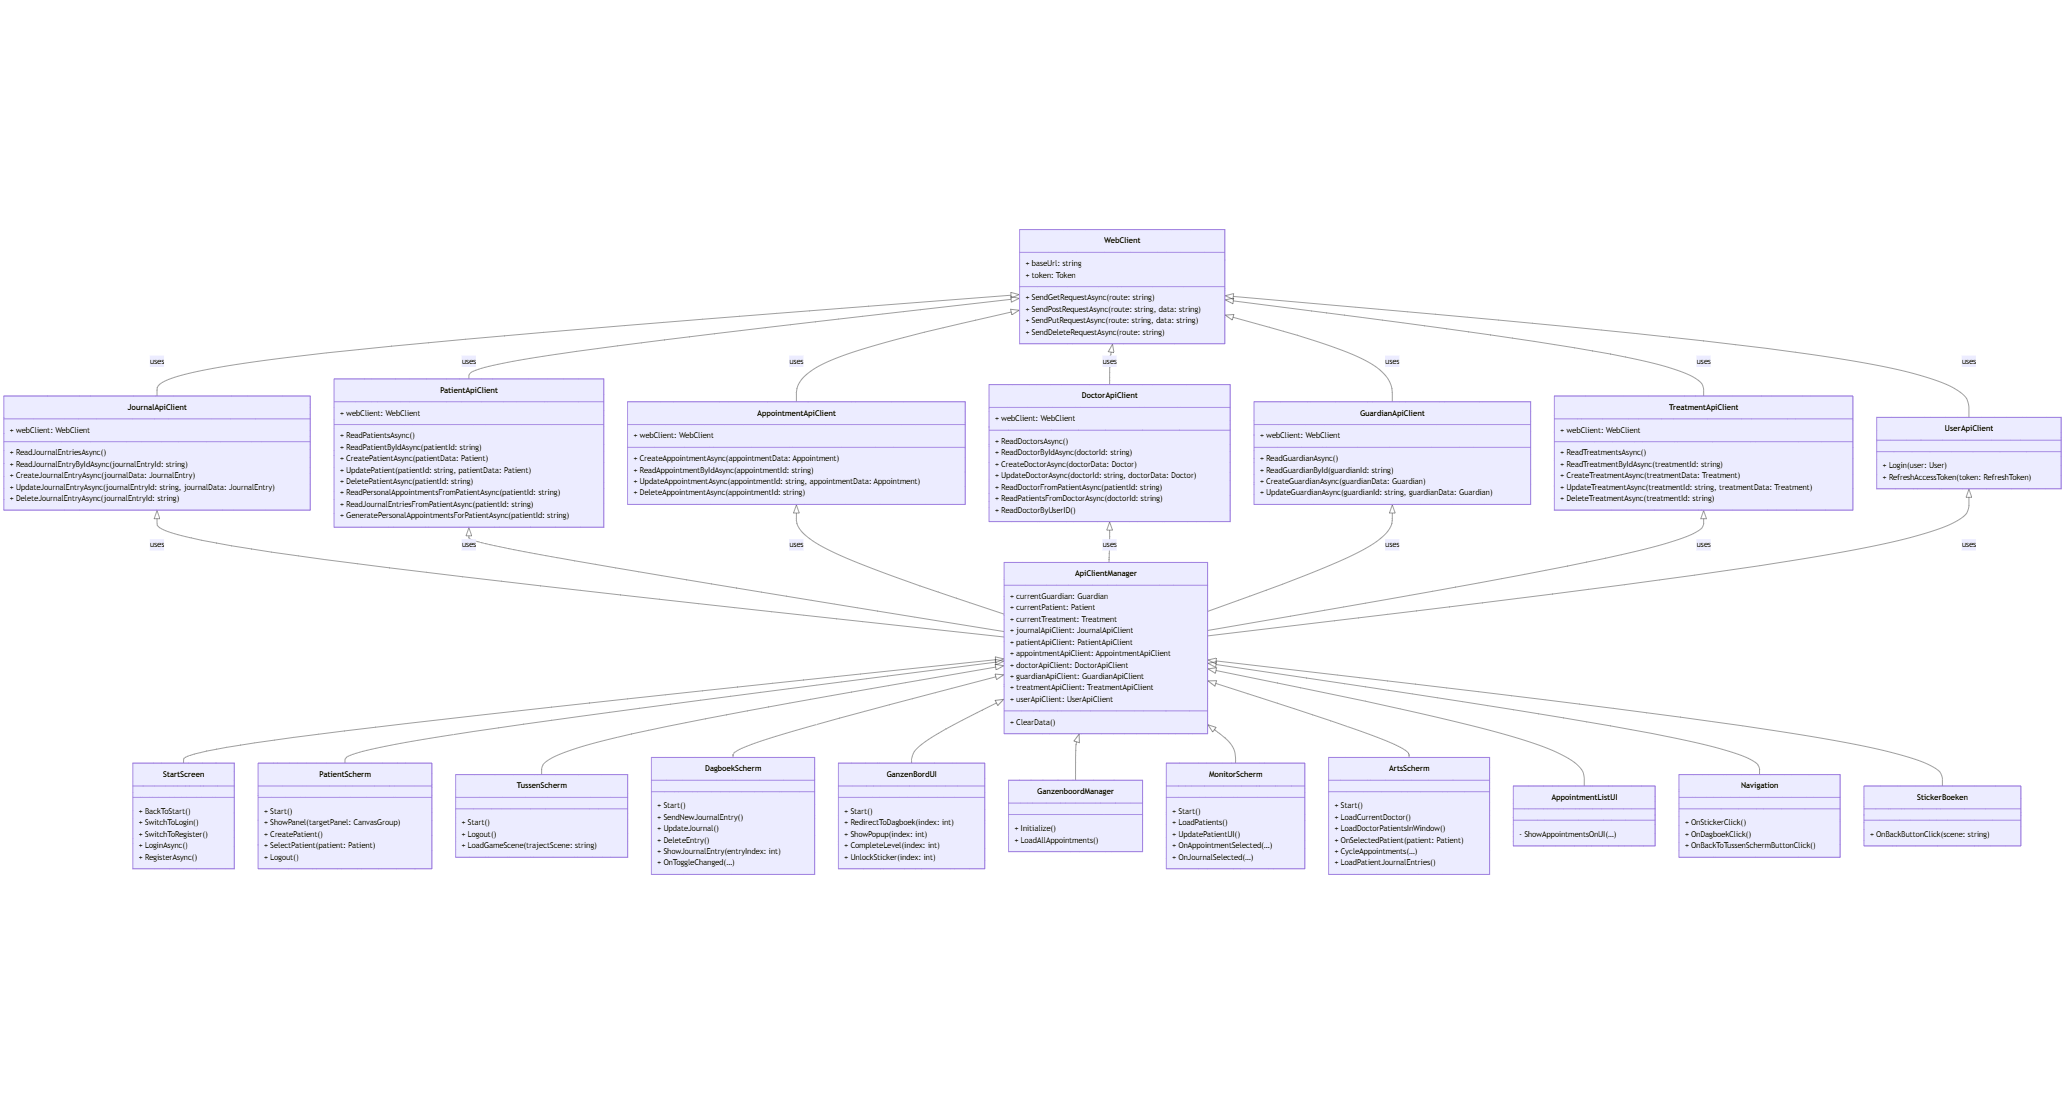 WebClient
+ baseUrl: string
+ token: Token
+ SendGetRequestAsync(route: string)
+ SendPostRequestAsync(route: string, data: string)
+ SendPutRequestAsync(route: string, data: string)
+ SendDeleteRequestAsync(route: string)
uses
uses
uses
uses
uses
uses
uses
JournalApiClient
+ webClient: WebClient
+ ReadJournalEntriesAsync()
+ ReadJournalEntryByIdAsync(journalEntryId: string)
+ CreateJournalEntryAsync(journalData: JournalEntry)
+ UpdateJournalEntryAsync(journalEntryId: string, journalData: JournalEntry)
+ DeleteJournalEntryAsync(journalEntryId: string)
PatientApiClient
+ webClient: WebClient
+ ReadPatientsAsync()
+ ReadPatientByIdAsync(patientId: string)
+ CreatePatientAsync(patientData: Patient)
+ UpdatePatient(patientId: string, patientData: Patient)
+ DeletePatientAsync(patientId: string)
+ ReadPersonalAppointmentsFromPatientAsync(patientId: string)
+ ReadJournalEntriesFromPatientAsync(patientId: string)
+ GeneratePersonalAppointmentsForPatientAsync(patientId: string)
AppointmentApiClient
+ webClient: WebClient
+ CreateAppointmentAsync(appointmentData: Appointment)
+ ReadAppointmentByIdAsync(appointmentId: string)
+ UpdateAppointmentAsync(appointmentId: string, appointmentData: Appointment)
+ DeleteAppointmentAsync(appointmentId: string)
DoctorApiClient
+ webClient: WebClient
+ ReadDoctorsAsync()
+ ReadDoctorByIdAsync(doctorId: string)
+ CreateDoctorAsync(doctorData: Doctor)
+ UpdateDoctorAsync(doctorId: string, doctorData: Doctor)
+ ReadDoctorFromPatientAsync(patientId: string)
+ ReadPatientsFromDoctorAsync(doctorId: string)
+ ReadDoctorByUserID()
GuardianApiClient
+ webClient: WebClient
+ ReadGuardianAsync()
+ ReadGuardianById(guardianId: string)
+ CreateGuardianAsync(guardianData: Guardian)
+ UpdateGuardianAsync(guardianId: string, guardianData: Guardian)
TreatmentApiClient
+ webClient: WebClient
+ ReadTreatmentsAsync()
+ ReadTreatmentByIdAsync(treatmentId: string)
+ CreateTreatmentAsync(treatmentData: Treatment)
+ UpdateTreatmentAsync(treatmentId: string, treatmentData: Treatment)
+ DeleteTreatmentAsync(treatmentId: string)
UserApiClient
+ Login(user: User)
+ RefreshAccessToken(token: RefreshToken)
uses
uses
uses
uses
uses
uses
uses
ApiClientManager
+ currentGuardian: Guardian
+ currentPatient: Patient
+ currentTreatment: Treatment
+ journalApiClient: JournalApiClient
+ patientApiClient: PatientApiClient
+ appointmentApiClient: AppointmentApiClient
+ doctorApiClient: DoctorApiClient
+ guardianApiClient: GuardianApiClient
+ treatmentApiClient: TreatmentApiClient
+ userApiClient: UserApiClient
+ ClearData()
StartScreen
+ BackToStart()
+ SwitchToLogin()
+ SwitchToRegister()
+ LoginAsync()
+ RegisterAsync()
PatientScherm
+ Start()
+ ShowPanel(targetPanel: CanvasGroup)
+ CreatePatient()
+ SelectPatient(patient: Patient)
+ Logout()
TussenScherm
+ Start()
+ Logout()
+ LoadGameScene(trajectScene: string)
DagboekScherm
+ Start()
+ SendNewJournalEntry()
+ UpdateJournal()
+ DeleteEntry()
+ ShowJournalEntry(entryIndex: int)
+ OnToggleChanged(...)
GanzenBordUI
+ Start()
+ RedirectToDagboek(index: int)
+ ShowPopup(index: int)
+ CompleteLevel(index: int)
+ UnlockSticker(index: int)
GanzenboordManager
+ Initialize()
+ LoadAllAppointments()
MonitorScherm
+ Start()
+ LoadPatients()
+ UpdatePatientUI()
+ OnAppointmentSelected(...)
+ OnJournalSelected(...)
ArtsScherm
+ Start()
+ LoadCurrentDoctor()
+ LoadDoctorPatientsInWindow()
+ OnSelectedPatient(patient: Patient)
+ CycleAppointments(...)
+ LoadPatientJournalEntries()
AppointmentListUI
- ShowAppointmentsOnUI(...)
Navigation
+ OnStickerClick()
+ OnDagboekClick()
+ OnBackToTussenSchermButtonClick()
StickerBoeken
+ OnBackButtonClick(scene: string)